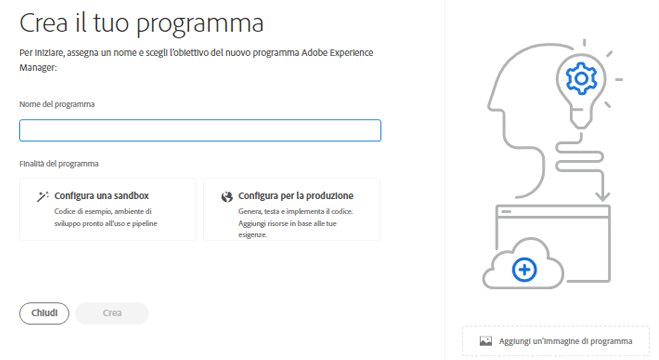 Crea il tuo programma
Per iniziare, assegna un nome e scegli l'obiettivo del nuovo programma Adobe Experience
Manager:
Nome del programma
Finalità del programma
Configura una sandbox
Codice di esempio, ambiente di
sviluppo pronto all'uso e pipeline
Configura per la produzione
Genera, testa e implementa il codice.
Aggiungi risorse in base alle tue
esigenze.
Chiudi
Crea
Aggiungi un'immagine di programma